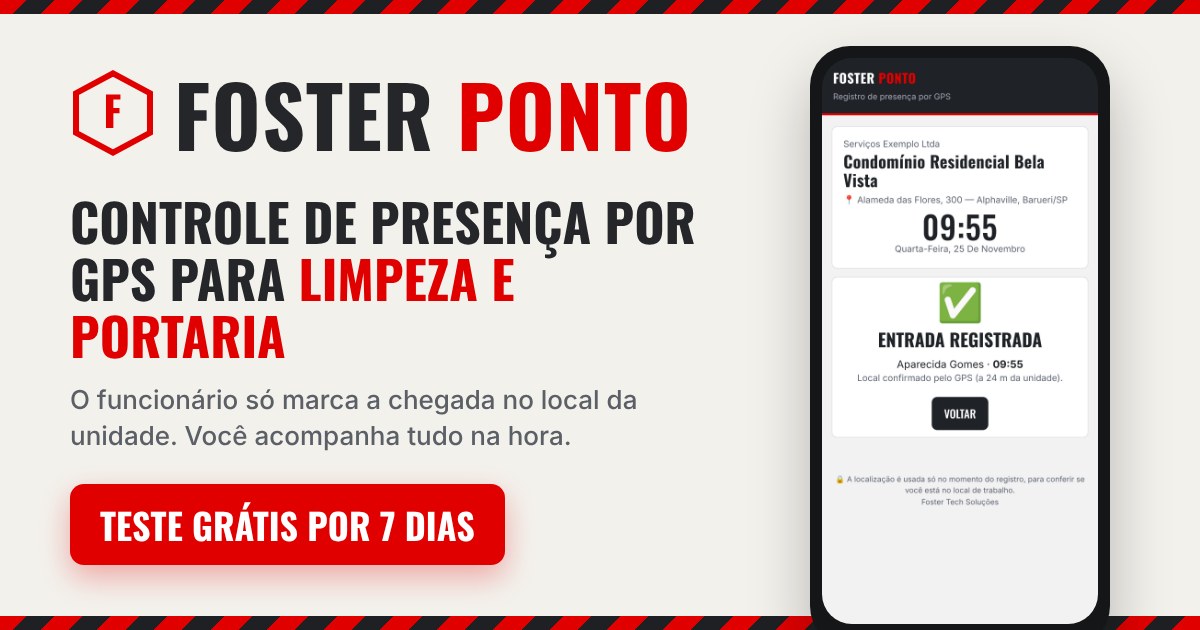 F FOSTER PONTO
CONTROLE DE PRESENÇA POR
GPS PARA LIMPEZA E
PORTARIA
O funcionário só marca a chegada no local da
unidade. Você acompanha tudo na hora.
TESTE GRÁTIS POR 7 DIAS
FOSTER PONTO
Registro de presença por GPS
Serviços Exemplo Ltda
Condomínio Residencial Bela
Vista
📍 Alameda das Flores, 300 — Alphaville, Barueri/SP
09:55
Quarta-Feira, 25 De Novembro
✅
ENTRADA REGISTRADA
Aparecida Gomes · 09:55
Local confirmado pelo GPS (a 24 m da unidade).
VOLTAR
🔒 A localização é usada só no momento do registro, para conferir se
você está no local de trabalho.
Foster Tech Soluções